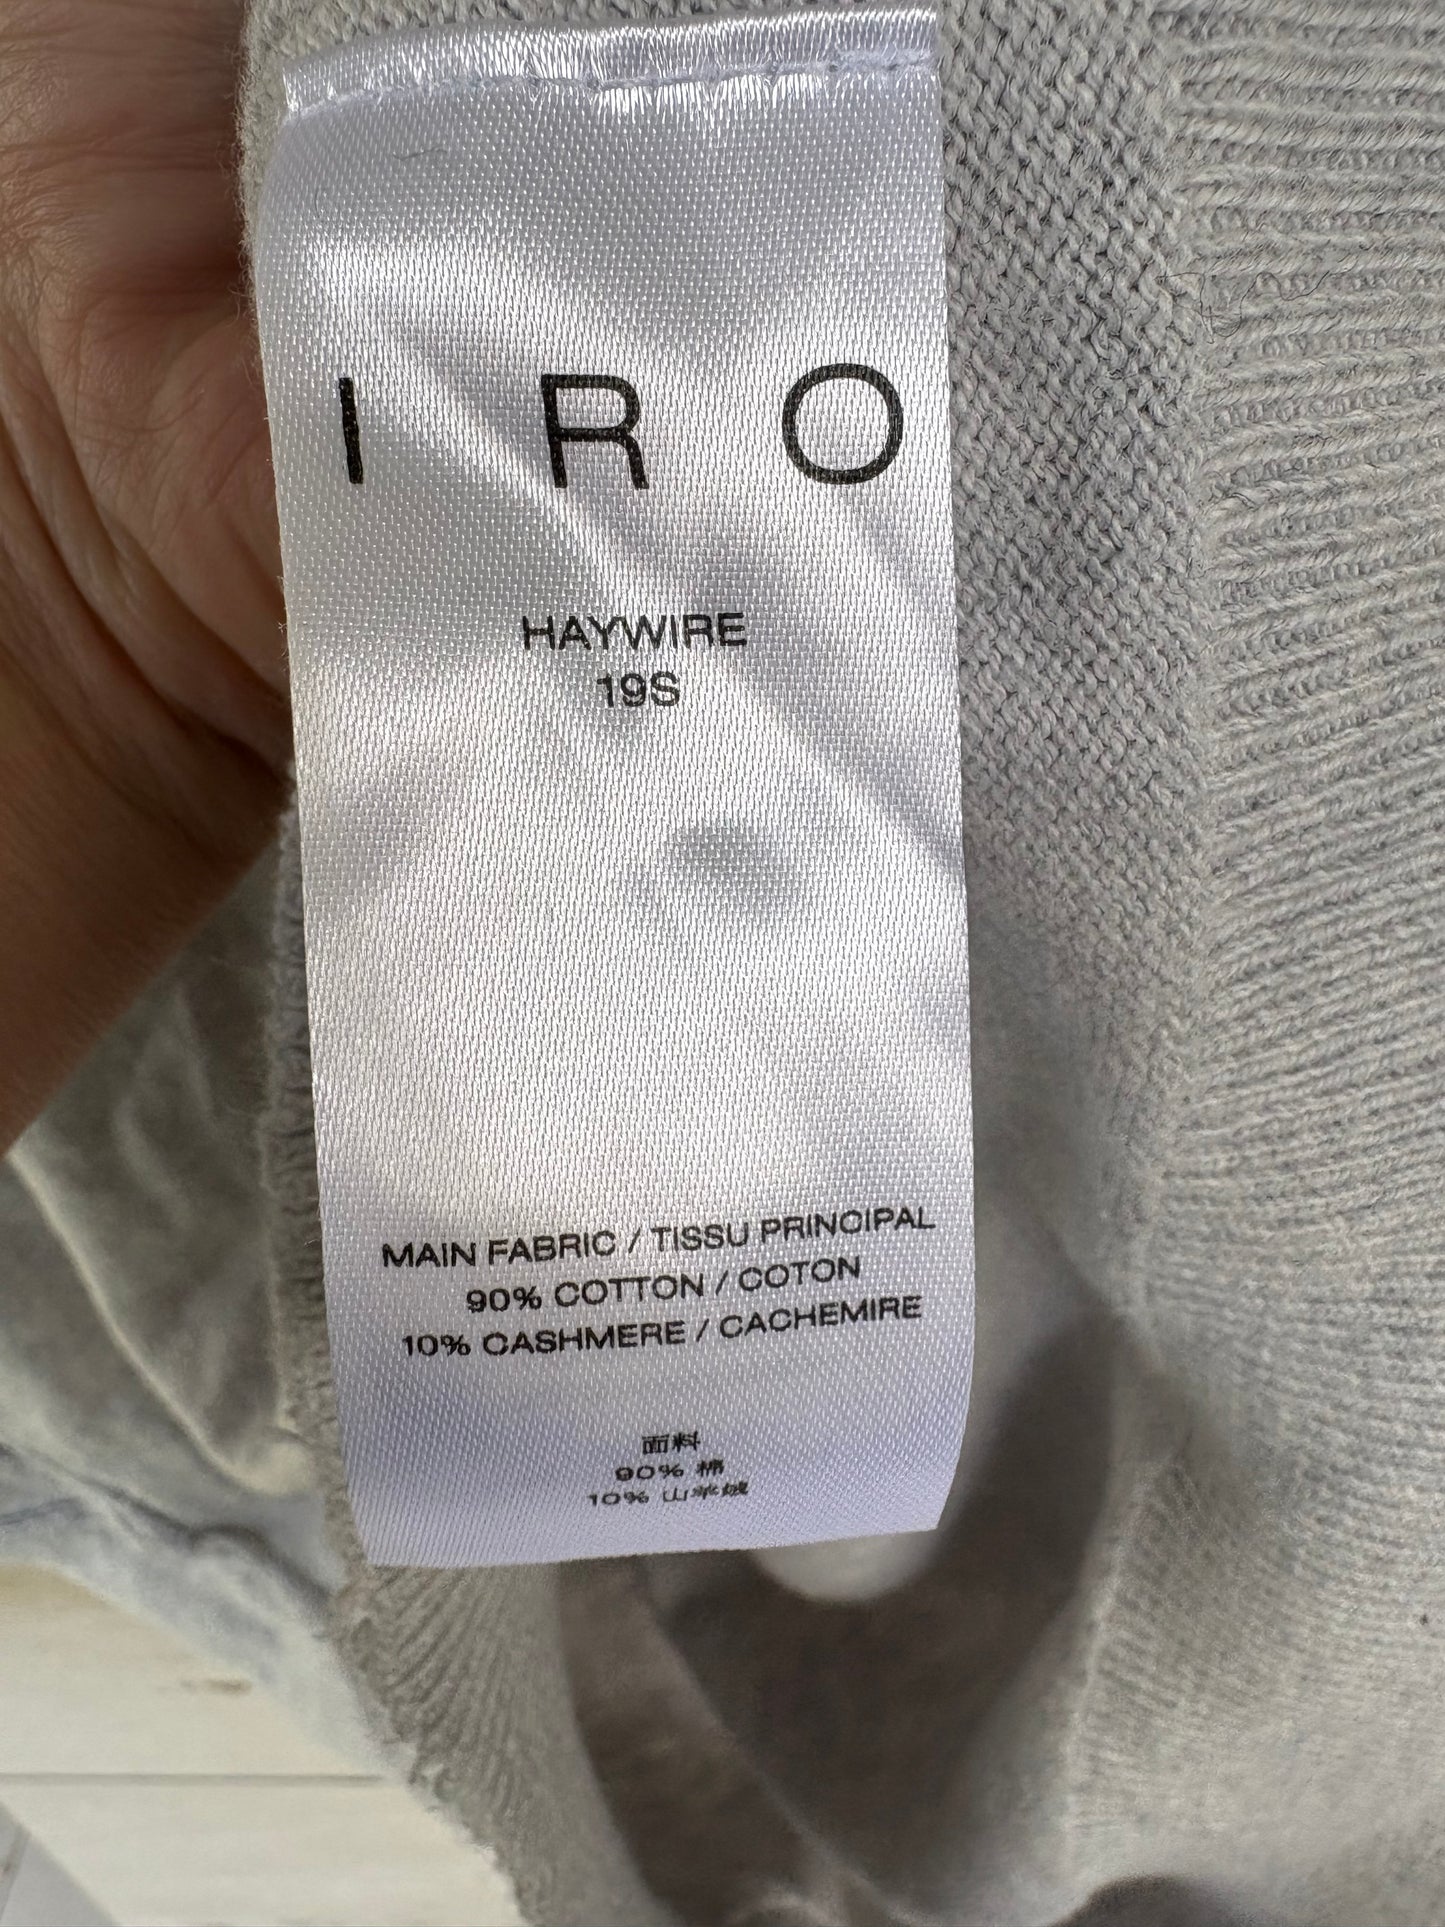 IRO
HAYWIRE
19S
MAIN FABRIC / TISSU PRINCIPAL
90% COTTON / COTON
10% CASHMERE / CACHEMIRE
面料
90% 棉
10% 山羊绒